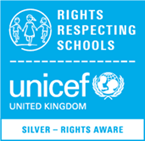 RIGHTS
RESPECTING
SCHOOLS
unicef
UNITED KINGDOM
SILVER – RIGHTS AWARE